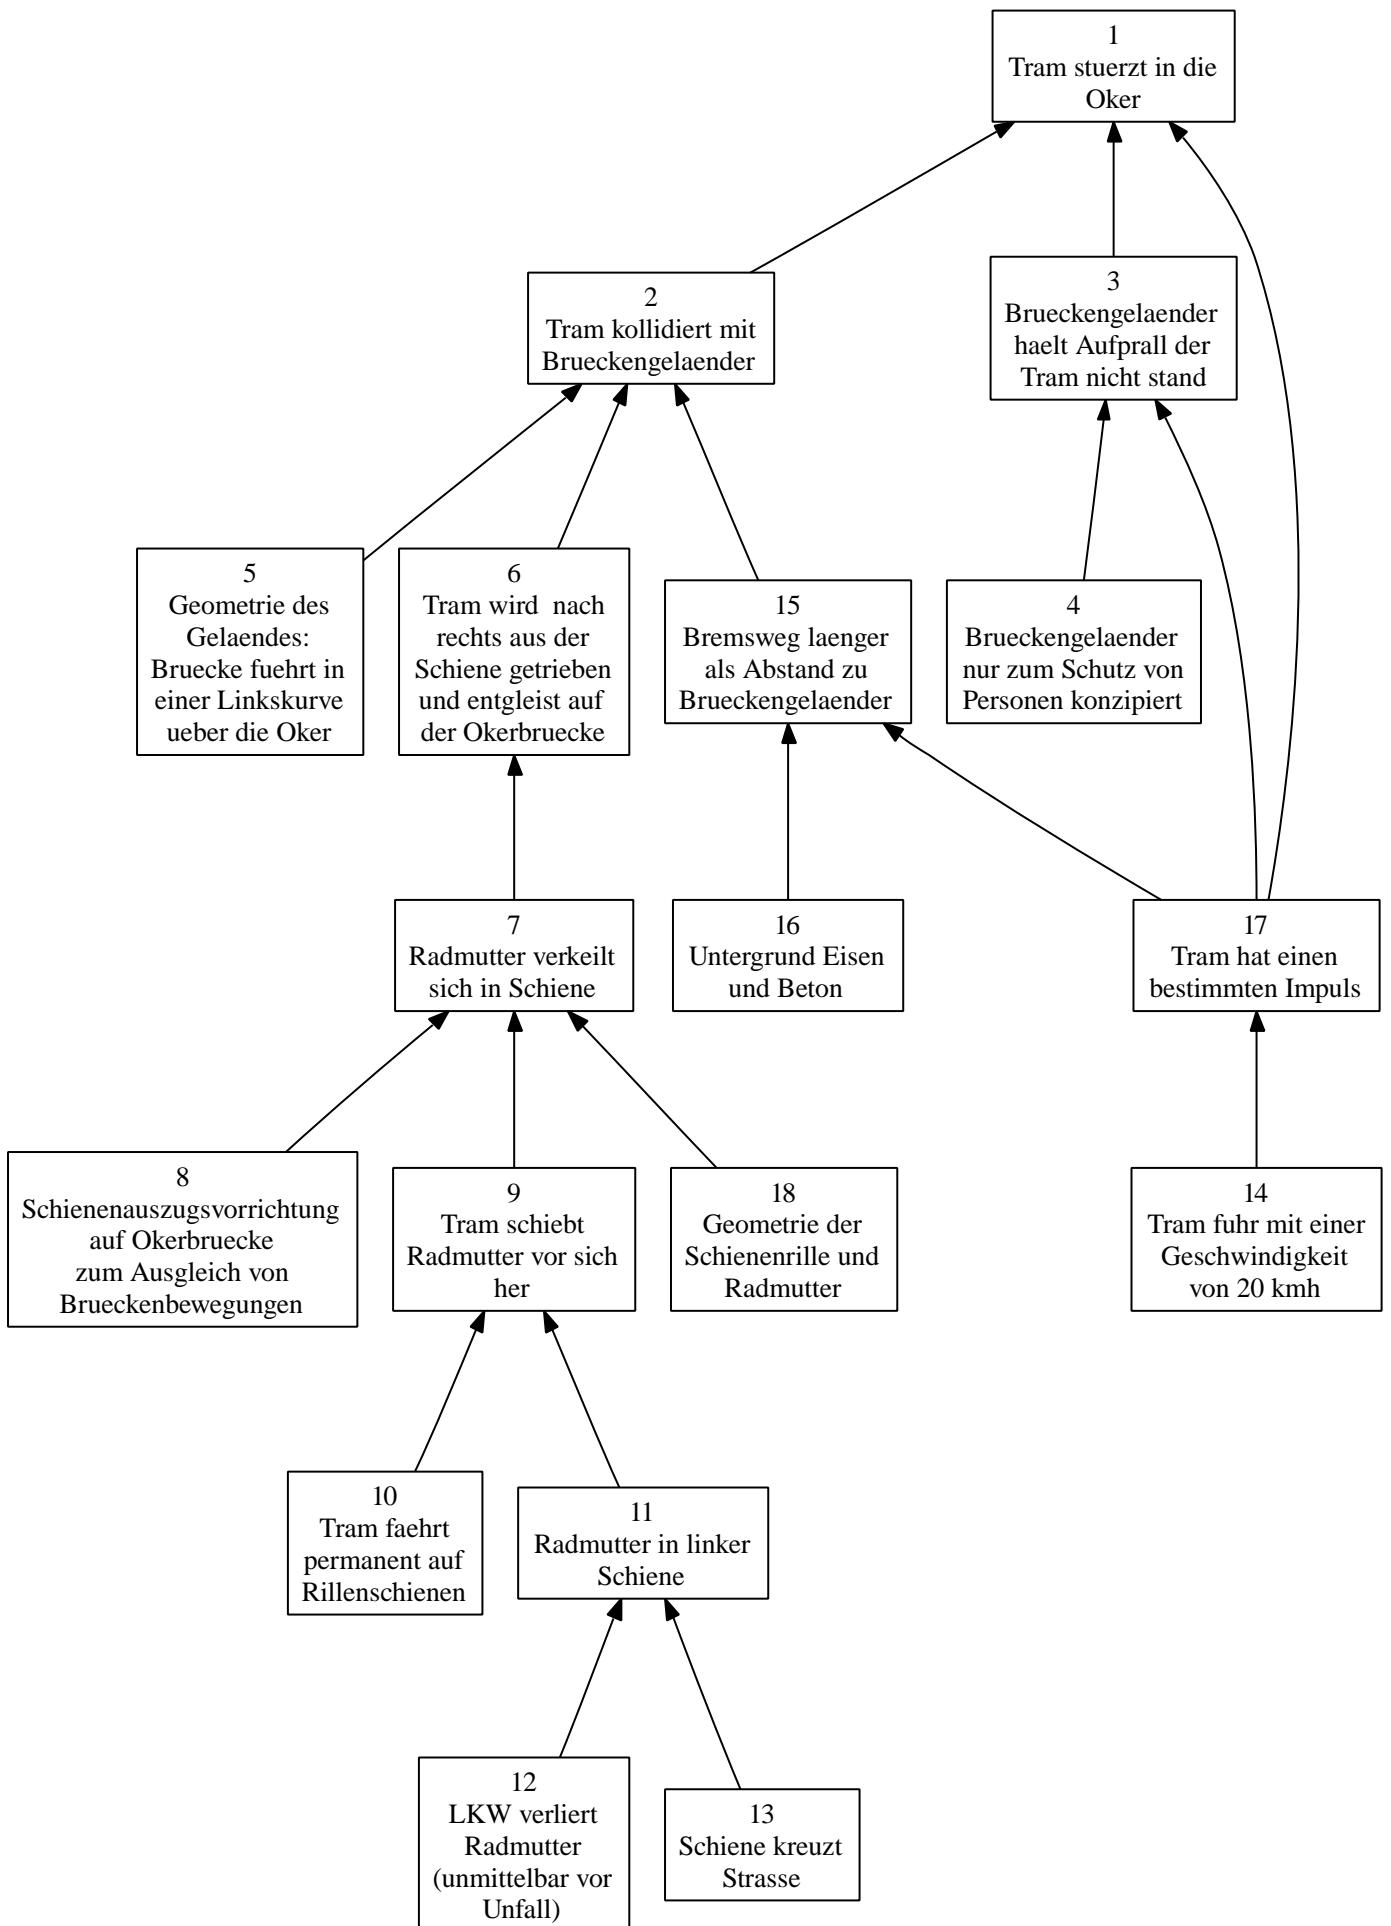 1
Tram stuerzt in die
Oker
2
Tram kollidiert mit
Brueckengelaender
3
Brueckengelaender
haelt Aufprall der
Tram nicht stand
5
Geometrie des
Gelaendes:
Bruecke fuehrt in
einer Linkskurve
ueber die Oker
6
Tram wird  nach
rechts aus der
Schiene getrieben
und entgleist auf
der Okerbruecke
15
Bremsweg laenger
als Abstand zu
Brueckengelaender
4
Brueckengelaender
nur zum Schutz von
Personen konzipiert
7
Radmutter verkeilt
sich in Schiene
16
Untergrund Eisen
und Beton
17
Tram hat einen
bestimmten Impuls
8
Schienenauszugsvorrichtung
auf Okerbruecke
zum Ausgleich von
Brueckenbewegungen
9
Tram schiebt
Radmutter vor sich
her
18
Geometrie der
Schienenrille und
Radmutter
14
Tram fuhr mit einer
Geschwindigkeit
von 20 kmh
10
Tram faehrt
permanent auf
Rillenschienen
11
Radmutter in linker
Schiene
12
LKW verliert
Radmutter
(unmittelbar vor
Unfall)
13
Schiene kreuzt
Strasse